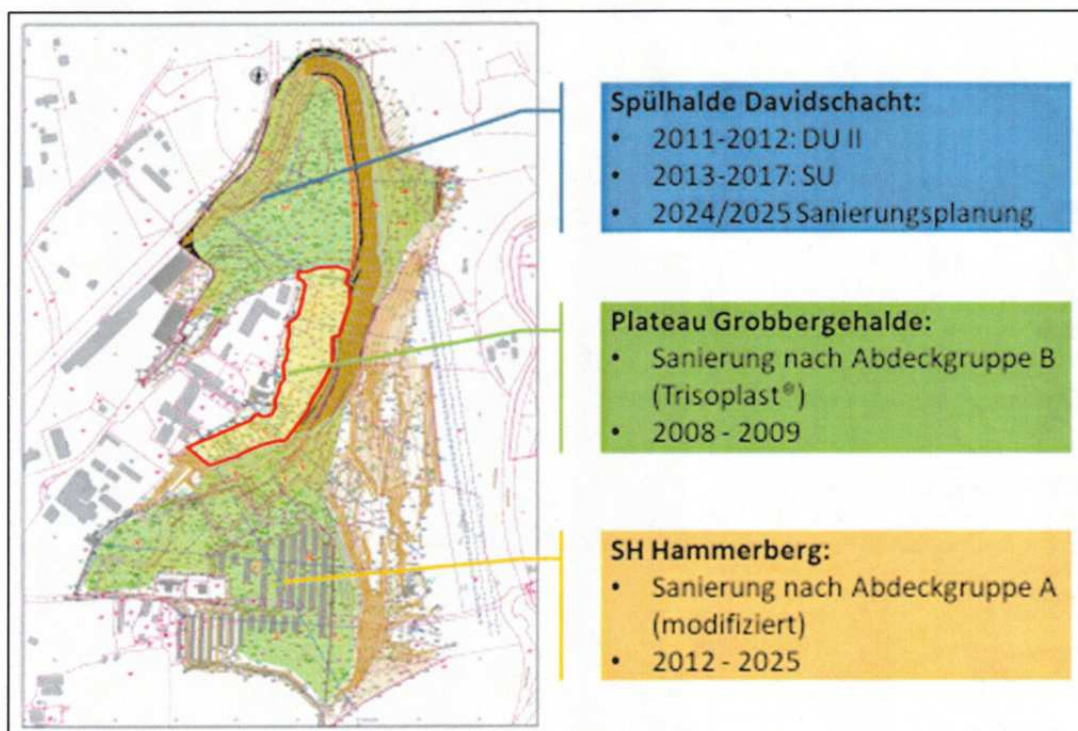 Spülhalde Davidschacht:
• 2011-2012: DU II
• 2013-2017: SU
• 2024/2025 Sanierungsplanung
Plateau Grobbergehalde:
• Sanierung nach Abdeckgruppe B
(Trisoplast®)
• 2008 - 2009
SH Hammerberg:
• Sanierung nach Abdeckgruppe A
(modifiziert)
• 2012 - 2025